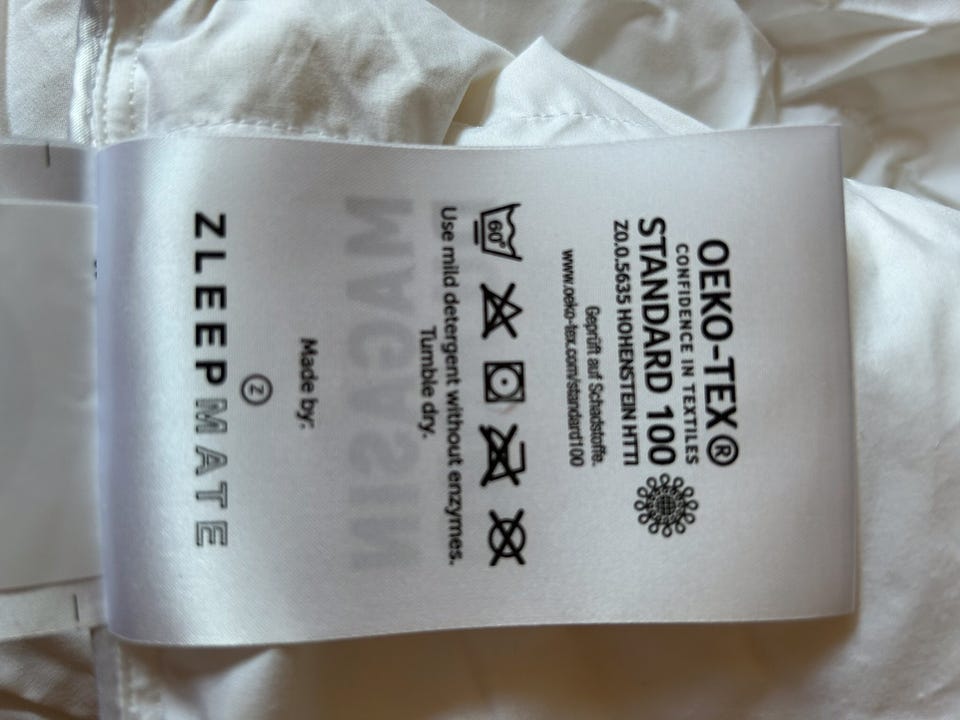 OEKO-TEX®
CONFIDENCE IN TEXTILES
STANDARD 100
Z0.0.5635 HOHENSTEIN HTTI
Geprüft auf Schadstoffe.
www.oeko-tex.com/standard100
60°
Use mild detergent without enzymes.
Tumble dry.
Made by:
Z
ZLEEPMATE